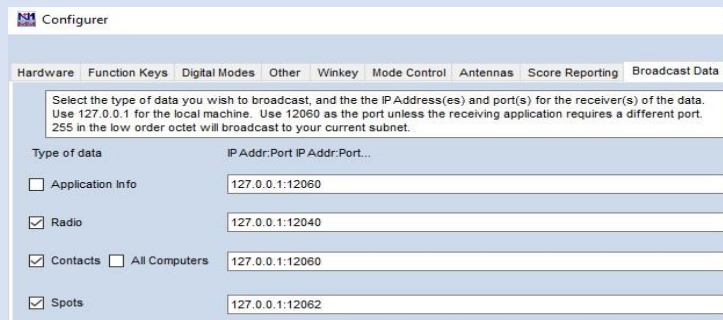 Configurer
Hardware Function Keys Digital Modes Other Winkey Mode Control Antennas Score Reporting Broadcast Data
Select the type of data you wish to broadcast, and the the IP Address(es) and port(s) for the receiver(s) of the data.
Use 127.0.0.1 for the local machine. Use 12060 as the port unless the receiving application requires a different port.
255 in the low order octet will broadcast to your current subnet.
Type of data IP Addr:Port IP Addr:Port...
Application Info 127.0.0.1:12060
Radio 127.0.0.1:12040
Contacts All Computers 127.0.0.1:12060
Spots 127.0.0.1:12062